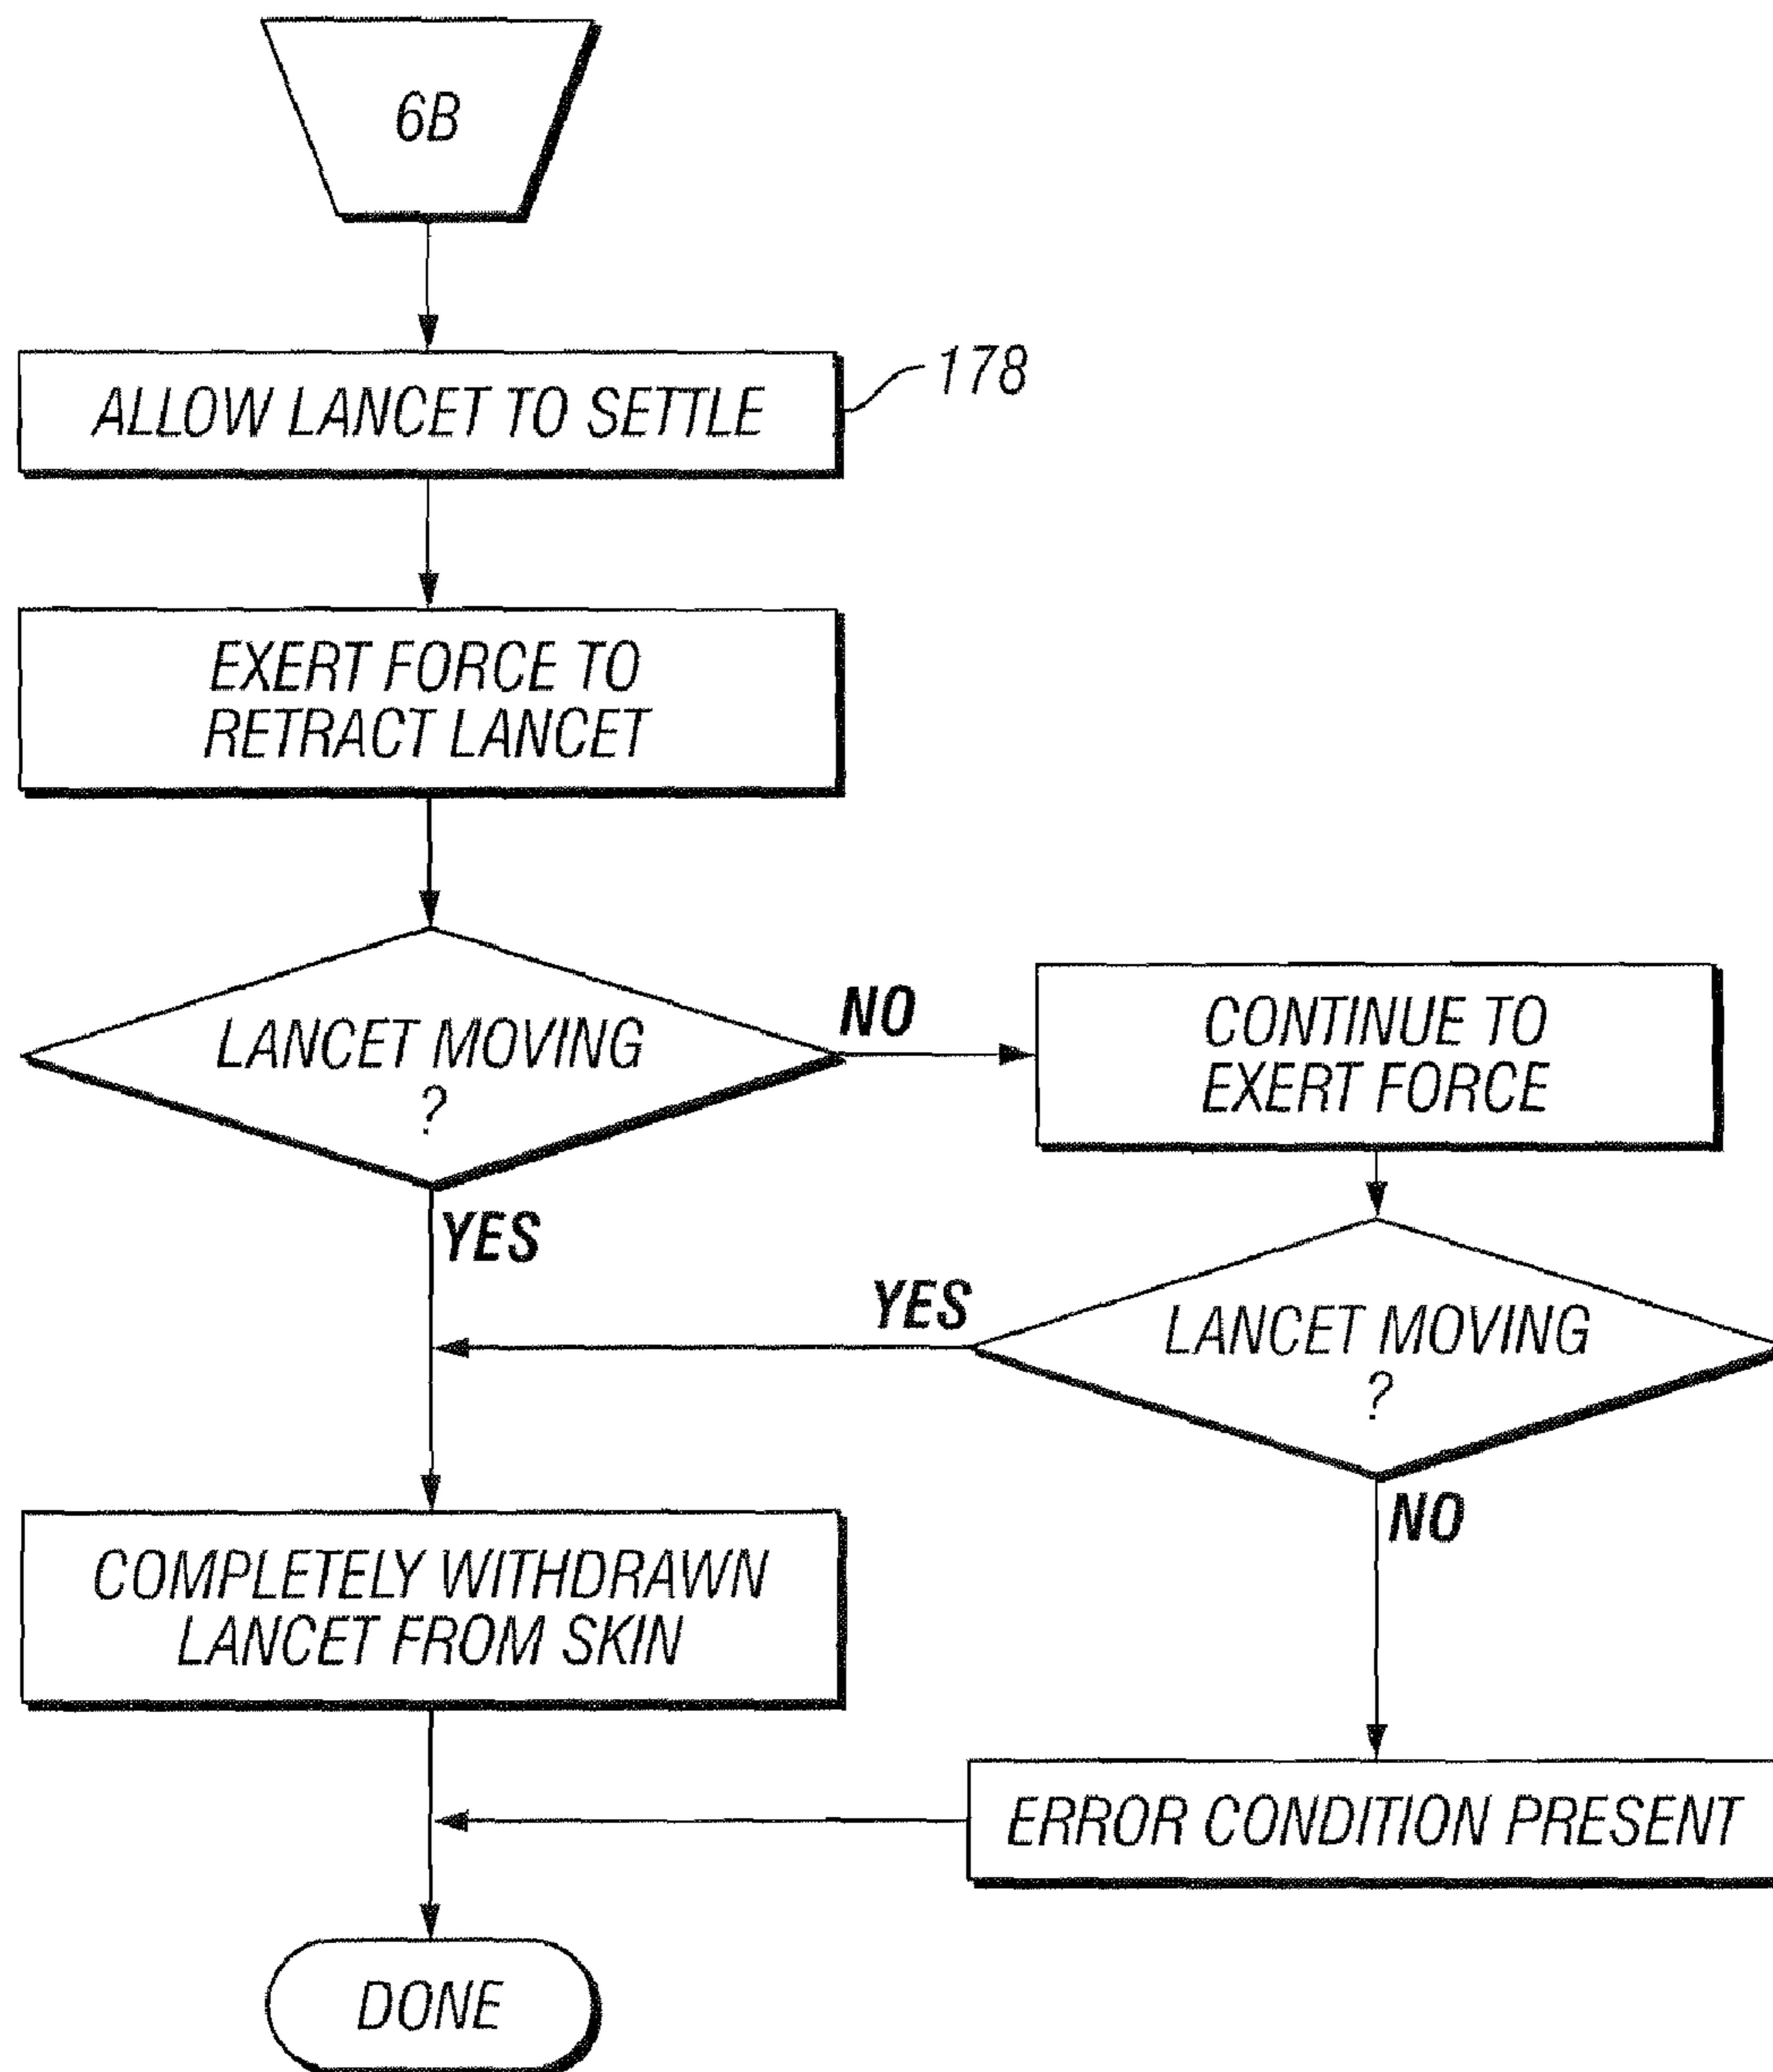 6B
ALLOW LANCET TO SETTLE
178
EXERT FORCE TO
RETRACT LANCET
LANCET MOVING
?
NO
CONTINUE TO
EXERT FORCE
YES
YES
LANCET MOVING
?
NO
COMPLETELY WITHDRAWN
LANCET FROM SKIN
ERROR CONDITION PRESENT
DONE